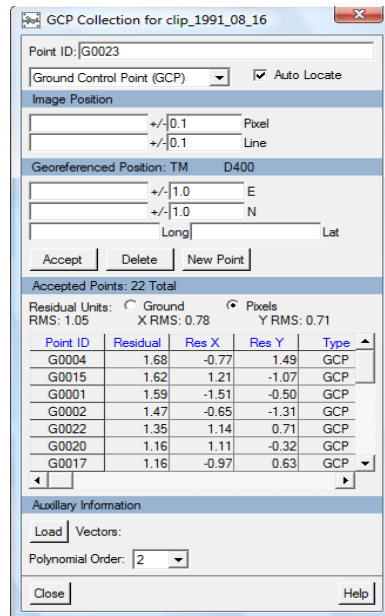 GCP Collection for clip_1991_08_16
Point ID: G0023
Ground Control Point (GCP) Auto Locate
Image Position
+/- 0.1 Pixel
+/- 0.1 Line
Georeferenced Position: TM D400
+/- 1.0 E
+/- 1.0 N
Long Lat
Accept Delete New Point
Accepted Points: 22 Total
Residual Units: Ground Pixels
RMS: 1.05 X RMS: 0.78 Y RMS: 0.71
Point ID Residual Res X Res Y Type
G0004 1.68 -0.77 1.49 GCP
G0015 1.62 1.21 -1.07 GCP
G0001 1.59 -1.51 -0.50 GCP
G0002 1.47 -0.65 -1.31 GCP
G0022 1.35 1.14 0.71 GCP
G0020 1.16 1.11 -0.32 GCP
G0017 1.16 -0.97 0.63 GCP
Auxillary Information
Load Vectors:
Polynomial Order: 2
Close Help